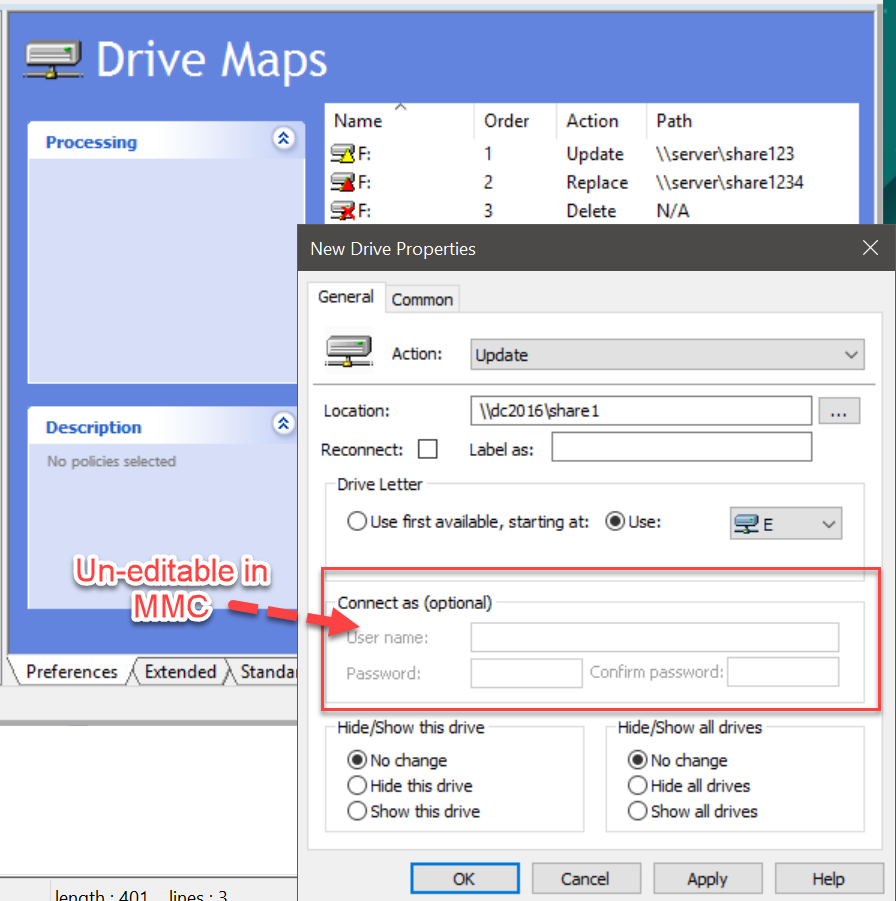 Drive Maps
Processing
Name Order Action Path
F: 1 Update \\server\share123
F: 2 Replace \\server\share1234
F: 3 Delete N/A
Description
No policies selected
Un-editable in
MMC
Preferences Extended Standa
length : 401 lines : 3
New Drive Properties
General Common
Action: Update
Location: \\dc2016\share1 ...
Reconnect: Label as:
Drive Letter
Use first available, starting at: Use: E
Connect as (optional)
User name:
Password: Confirm password:
Hide/Show this drive
No change
Hide this drive
Show this drive
Hide/Show all drives
No change
Hide all drives
Show all drives
OK Cancel Apply Help